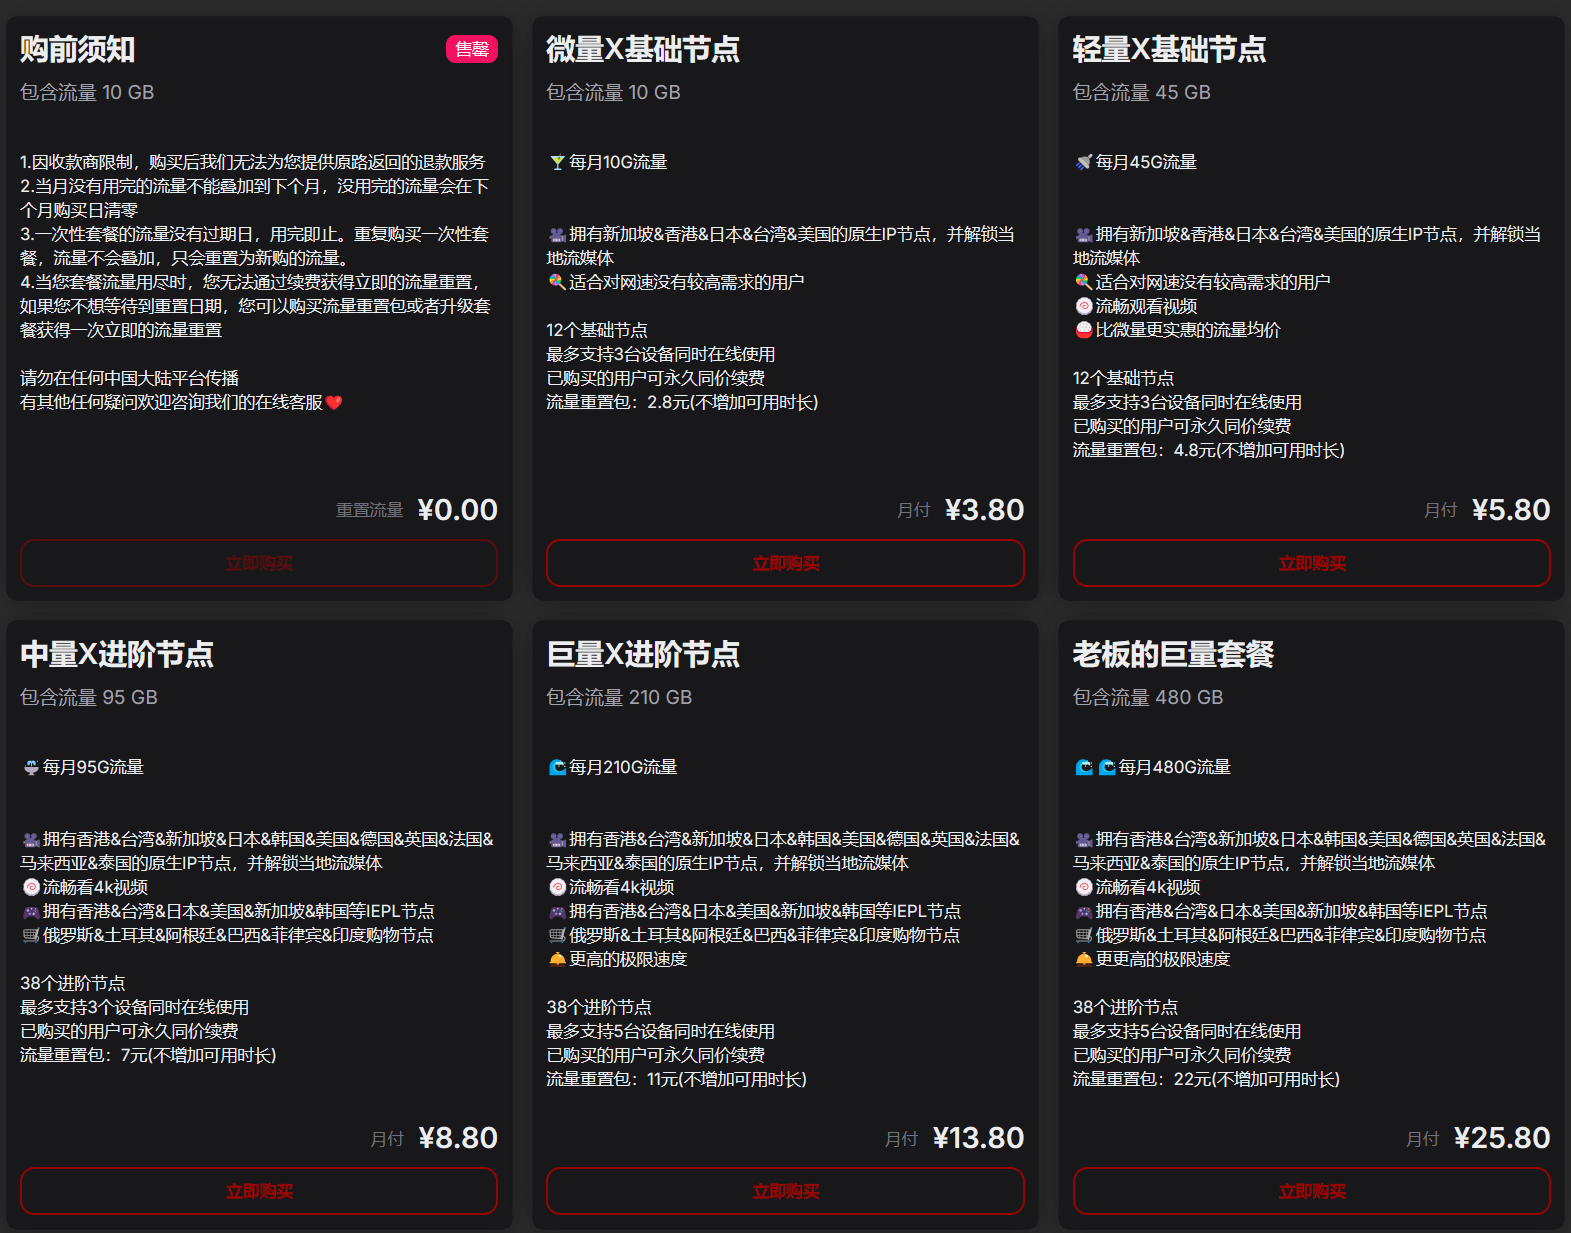 购前须知
售罄
包含流量 10 GB
1.因收款商限制，购买后我们无法为您提供原路返回的退款服务
2.当月没有用完的流量不能叠加到下个月，没用完的流量会在下
个月购买日清零
3.一次性套餐的流量没有过期日，用完即止。重复购买一次性套
餐，流量不会叠加，只会重置为新购的流量。
4.当您套餐流量用尽时，您无法通过续费获得立即的流量重置，
如果您不想等待到重置日期，您可以购买流量重置包或者升级套
餐获得一次立即的流量重置
请勿在任何中国大陆平台传播
有其他任何疑问欢迎咨询我们的在线客服❤️
重置流量 ¥0.00
立即购买
微量X基础节点
包含流量 10 GB
🍸每月10G流量
🎥拥有新加坡&香港&日本&台湾&美国的原生IP节点，并解锁当
地流媒体
🍭适合对网速没有较高需求的用户
12个基础节点
最多支持3台设备同时在线使用
已购买的用户可永久同价续费
流量重置包：2.8元(不增加可用时长)
月付 ¥3.80
立即购买
轻量X基础节点
包含流量 45 GB
🚿每月45G流量
🎥拥有新加坡&香港&日本&台湾&美国的原生IP节点，并解锁当
地流媒体
🍭适合对网速没有较高需求的用户
🍥流畅观看视频
🍚比微量更实惠的流量均价
12个基础节点
最多支持3台设备同时在线使用
已购买的用户可永久同价续费
流量重置包：4.8元(不增加可用时长)
月付 ¥5.80
立即购买
中量X进阶节点
包含流量 95 GB
⛲每月95G流量
🎥拥有香港&台湾&新加坡&日本&韩国&美国&德国&英国&法国&
马来西亚&泰国的原生IP节点，并解锁当地流媒体
🍥流畅看4k视频
🎮拥有香港&台湾&日本&美国&新加坡&韩国等IEPL节点
🛒俄罗斯&土耳其&阿根廷&巴西&菲律宾&印度购物节点
38个进阶节点
最多支持3个设备同时在线使用
已购买的用户可永久同价续费
流量重置包：7元(不增加可用时长)
月付 ¥8.80
立即购买
巨量X进阶节点
包含流量 210 GB
🌊每月210G流量
🎥拥有香港&台湾&新加坡&日本&韩国&美国&德国&英国&法国&
马来西亚&泰国的原生IP节点，并解锁当地流媒体
🍥流畅看4k视频
🎮拥有香港&台湾&日本&美国&新加坡&韩国等IEPL节点
🛒俄罗斯&土耳其&阿根廷&巴西&菲律宾&印度购物节点
🛎️更高的极限速度
38个进阶节点
最多支持5台设备同时在线使用
已购买的用户可永久同价续费
流量重置包：11元(不增加可用时长)
月付 ¥13.80
立即购买
老板的巨量套餐
包含流量 480 GB
🌊🌊每月480G流量
🎥拥有香港&台湾&新加坡&日本&韩国&美国&德国&英国&法国&
马来西亚&泰国的原生IP节点，并解锁当地流媒体
🍥流畅看4k视频
🎮拥有香港&台湾&日本&美国&新加坡&韩国等IEPL节点
🛒俄罗斯&土耳其&阿根廷&巴西&菲律宾&印度购物节点
🛎️更更高的极限速度
38个进阶节点
最多支持5台设备同时在线使用
已购买的用户可永久同价续费
流量重置包：22元(不增加可用时长)
月付 ¥25.80
立即购买